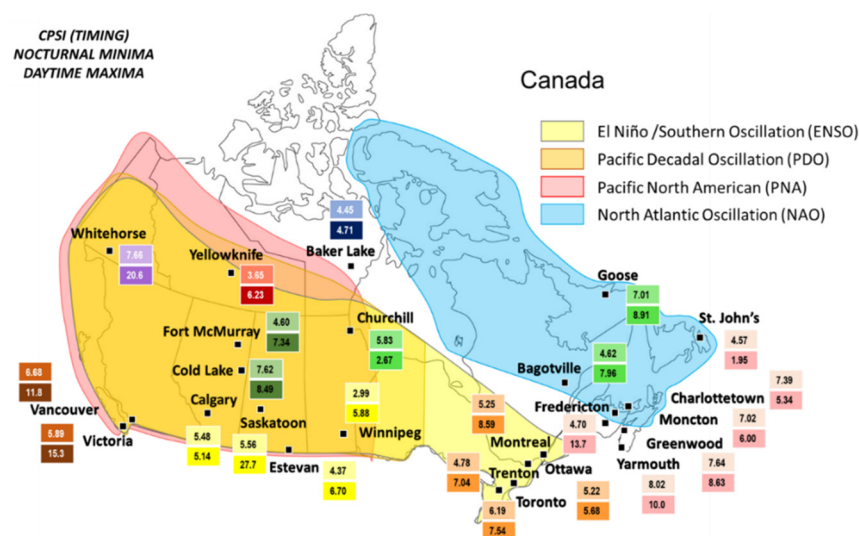 CPSI (TIMING)
NOCTURNAL MINIMA
DAYTIME MAXIMA
Canada
El Niño /Southern Oscillation (ENSO)
Pacific Decadal Oscillation (PDO)
Pacific North American (PNA)
North Atlantic Oscillation (NAO)
4.45
4.71
Baker Lake
Whitehorse
7.66
20.6
Yellowknife
3.65
6.23
Goose
7.01
8.91
St. John's
4.57
1.95
Fort McMurray
4.60
7.34
Churchill
5.83
2.67
Cold Lake
7.62
8.49
Bagotville
4.62
7.96
6.68
11.8
Vancouver
5.89
15.3
Victoria
Calgary
5.48
5.14
Saskatoon
5.56
27.7
Estevan
2.99
5.88
Winnipeg
4.37
6.70
5.25
8.59
Montreal
Fredericton
4.70
13.7
Charlottetown
7.39
5.34
Moncton
7.02
6.00
Greenwood
7.64
8.63
Yarmouth
8.02
10.0
4.78
7.04
Trenton
Ottawa
5.22
5.68
Toronto
6.19
7.54